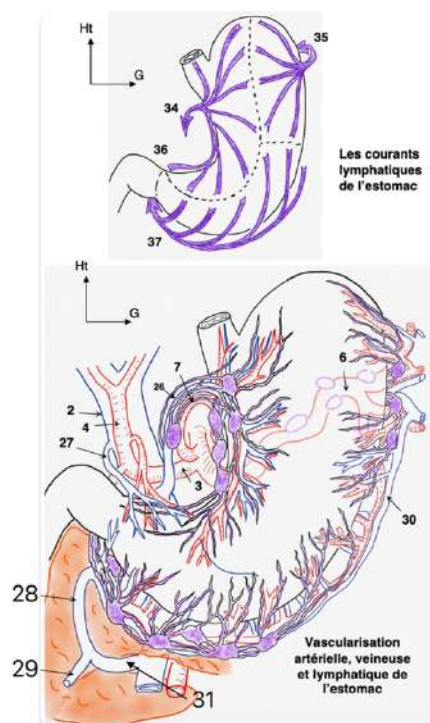 Ht
G
35
34
36
37
Les courants
lymphatiques
de l'estomac
Ht
G
7
26
6
2
4
27
3
30
28
29
31
Vascularisation
artérielle, veineuse
et lymphatique de
l'estomac